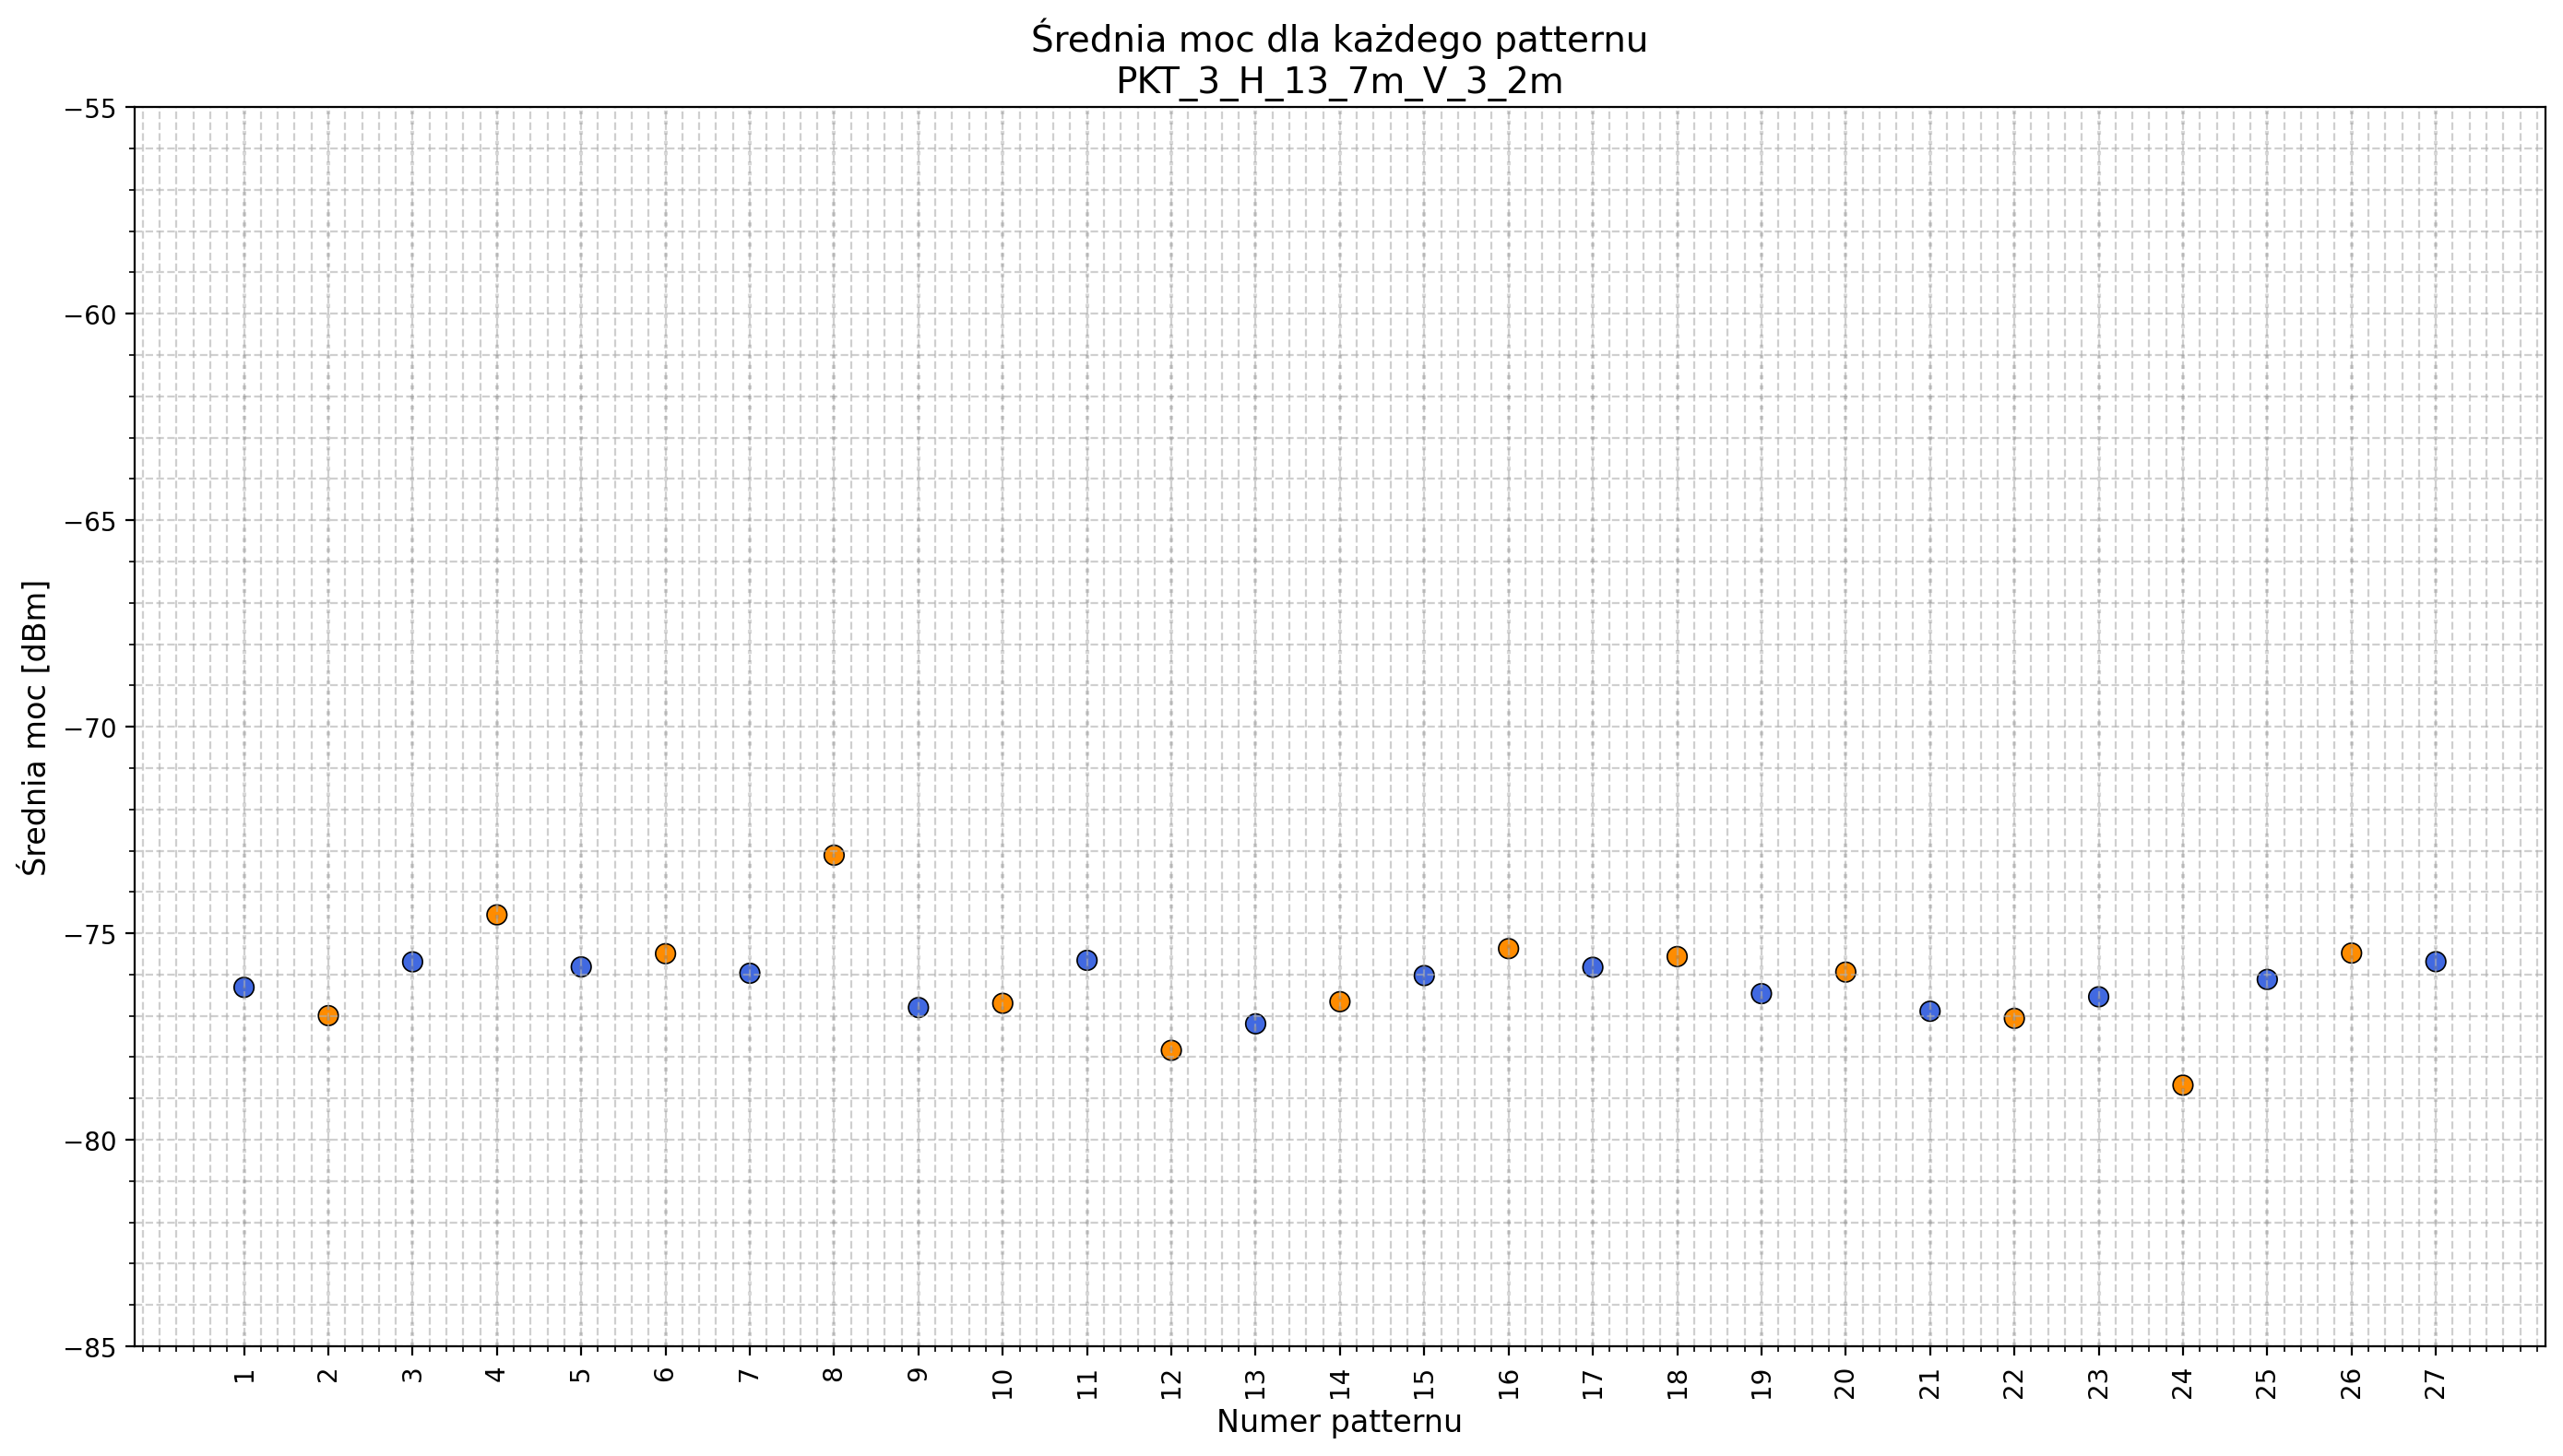 Średnia moc dla każdego patternu
PKT_3_H_13_7m_V_3_2m
Średnia moc [dBm]
−55
−60
−65
−70
−75
−80
−85
1 2 3 4 5 6 7 8 9 10 11 12 13 14 15 16 17 18 19 20 21 22 23 24 25 26 27
Numer patternu